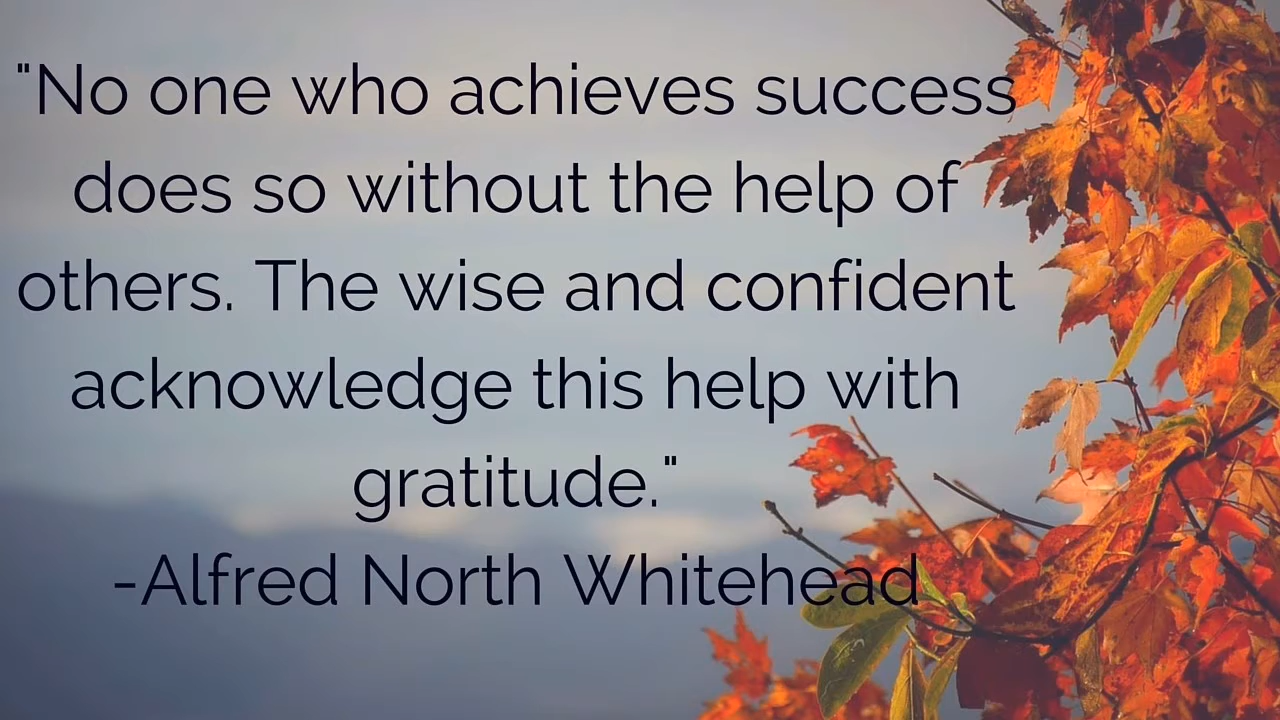 "No one who achieves success
does so without the help of
others. The wise and confident
acknowledge this help with
gratitude."
-Alfred North Whitehead